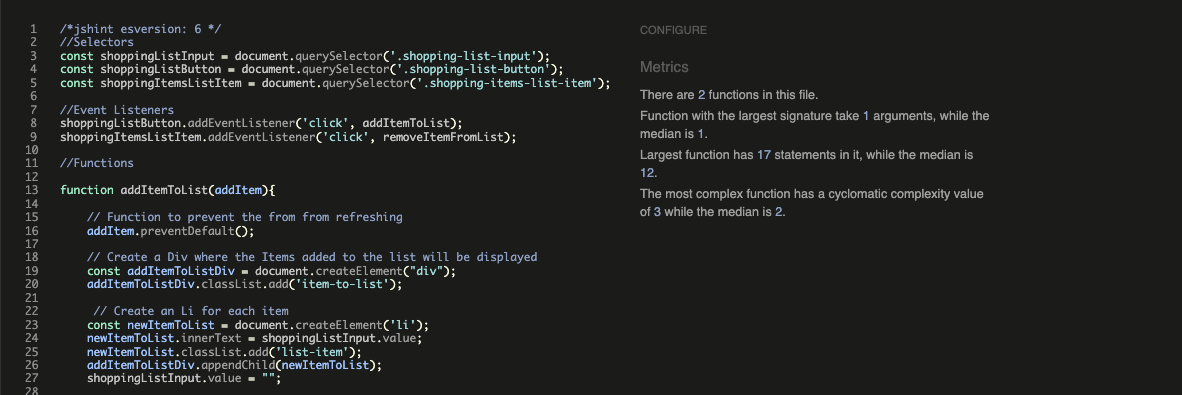 1 /*jshint esversion: 6 */
2 //Selectors
3 const shoppingListInput = document.querySelector('.shopping-list-input');
4 const shoppingListButton = document.querySelector('.shopping-list-button');
5 const shoppingItemsListItem = document.querySelector('.shopping-items-list-item');
6
7 //Event Listeners
8 shoppingListButton.addEventListener('click', addItemToList);
9 shoppingItemsListItem.addEventListener('click', removeItemFromList);
10
11 //Functions
12
13 function addItemToList(addItem){
14
15 // Function to prevent the from from refreshing
16 addItem.preventDefault();
17
18 // Create a Div where the Items added to the list will be displayed
19 const addItemToListDiv = document.createElement("div");
20 addItemToListDiv.classList.add('item-to-list');
21
22 // Create an Li for each item
23 const newItemToList = document.createElement('li');
24 newItemToList.innerText = shoppingListInput.value;
25 newItemToList.classList.add('list-item');
26 addItemToListDiv.appendChild(newItemToList);
27 shoppingListInput.value = "";
28
CONFIGURE
Metrics
There are 2 functions in this file.
Function with the largest signature take 1 arguments, while the
median is 1.
Largest function has 17 statements in it, while the median is
12.
The most complex function has a cyclomatic complexity value
of 3 while the median is 2.